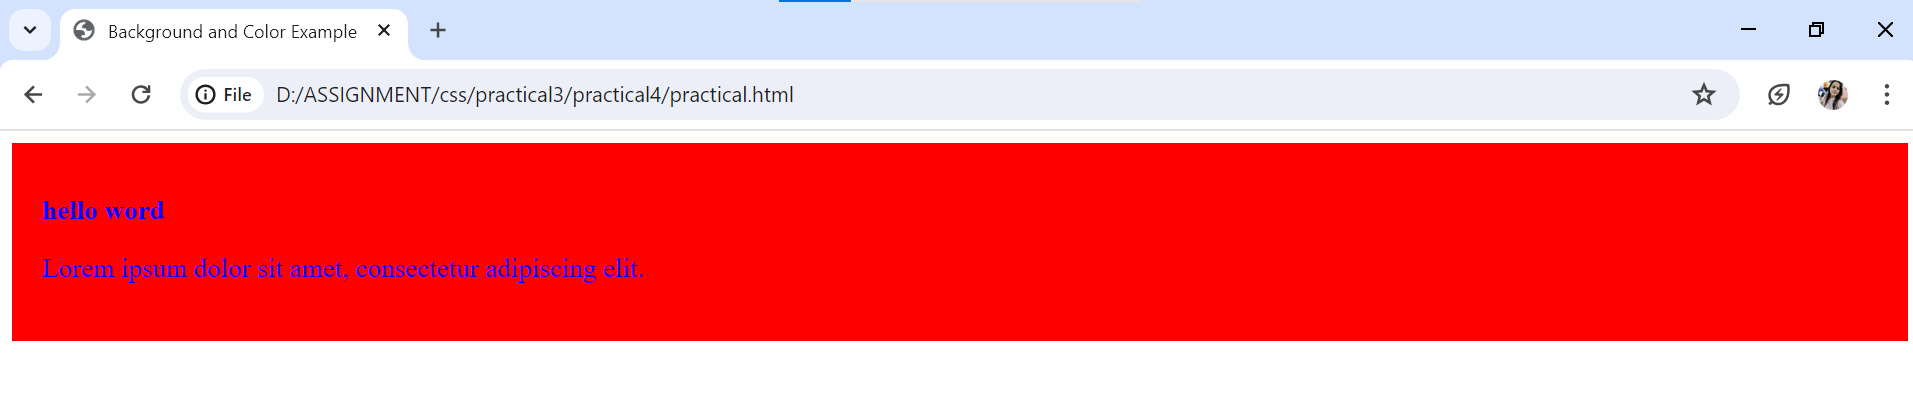 Background and Color Example
File D:/ASSIGNMENT/css/practical3/practical4/practical.html
hello word
Lorem ipsum dolor sit amet, consectetur adipiscing elit.